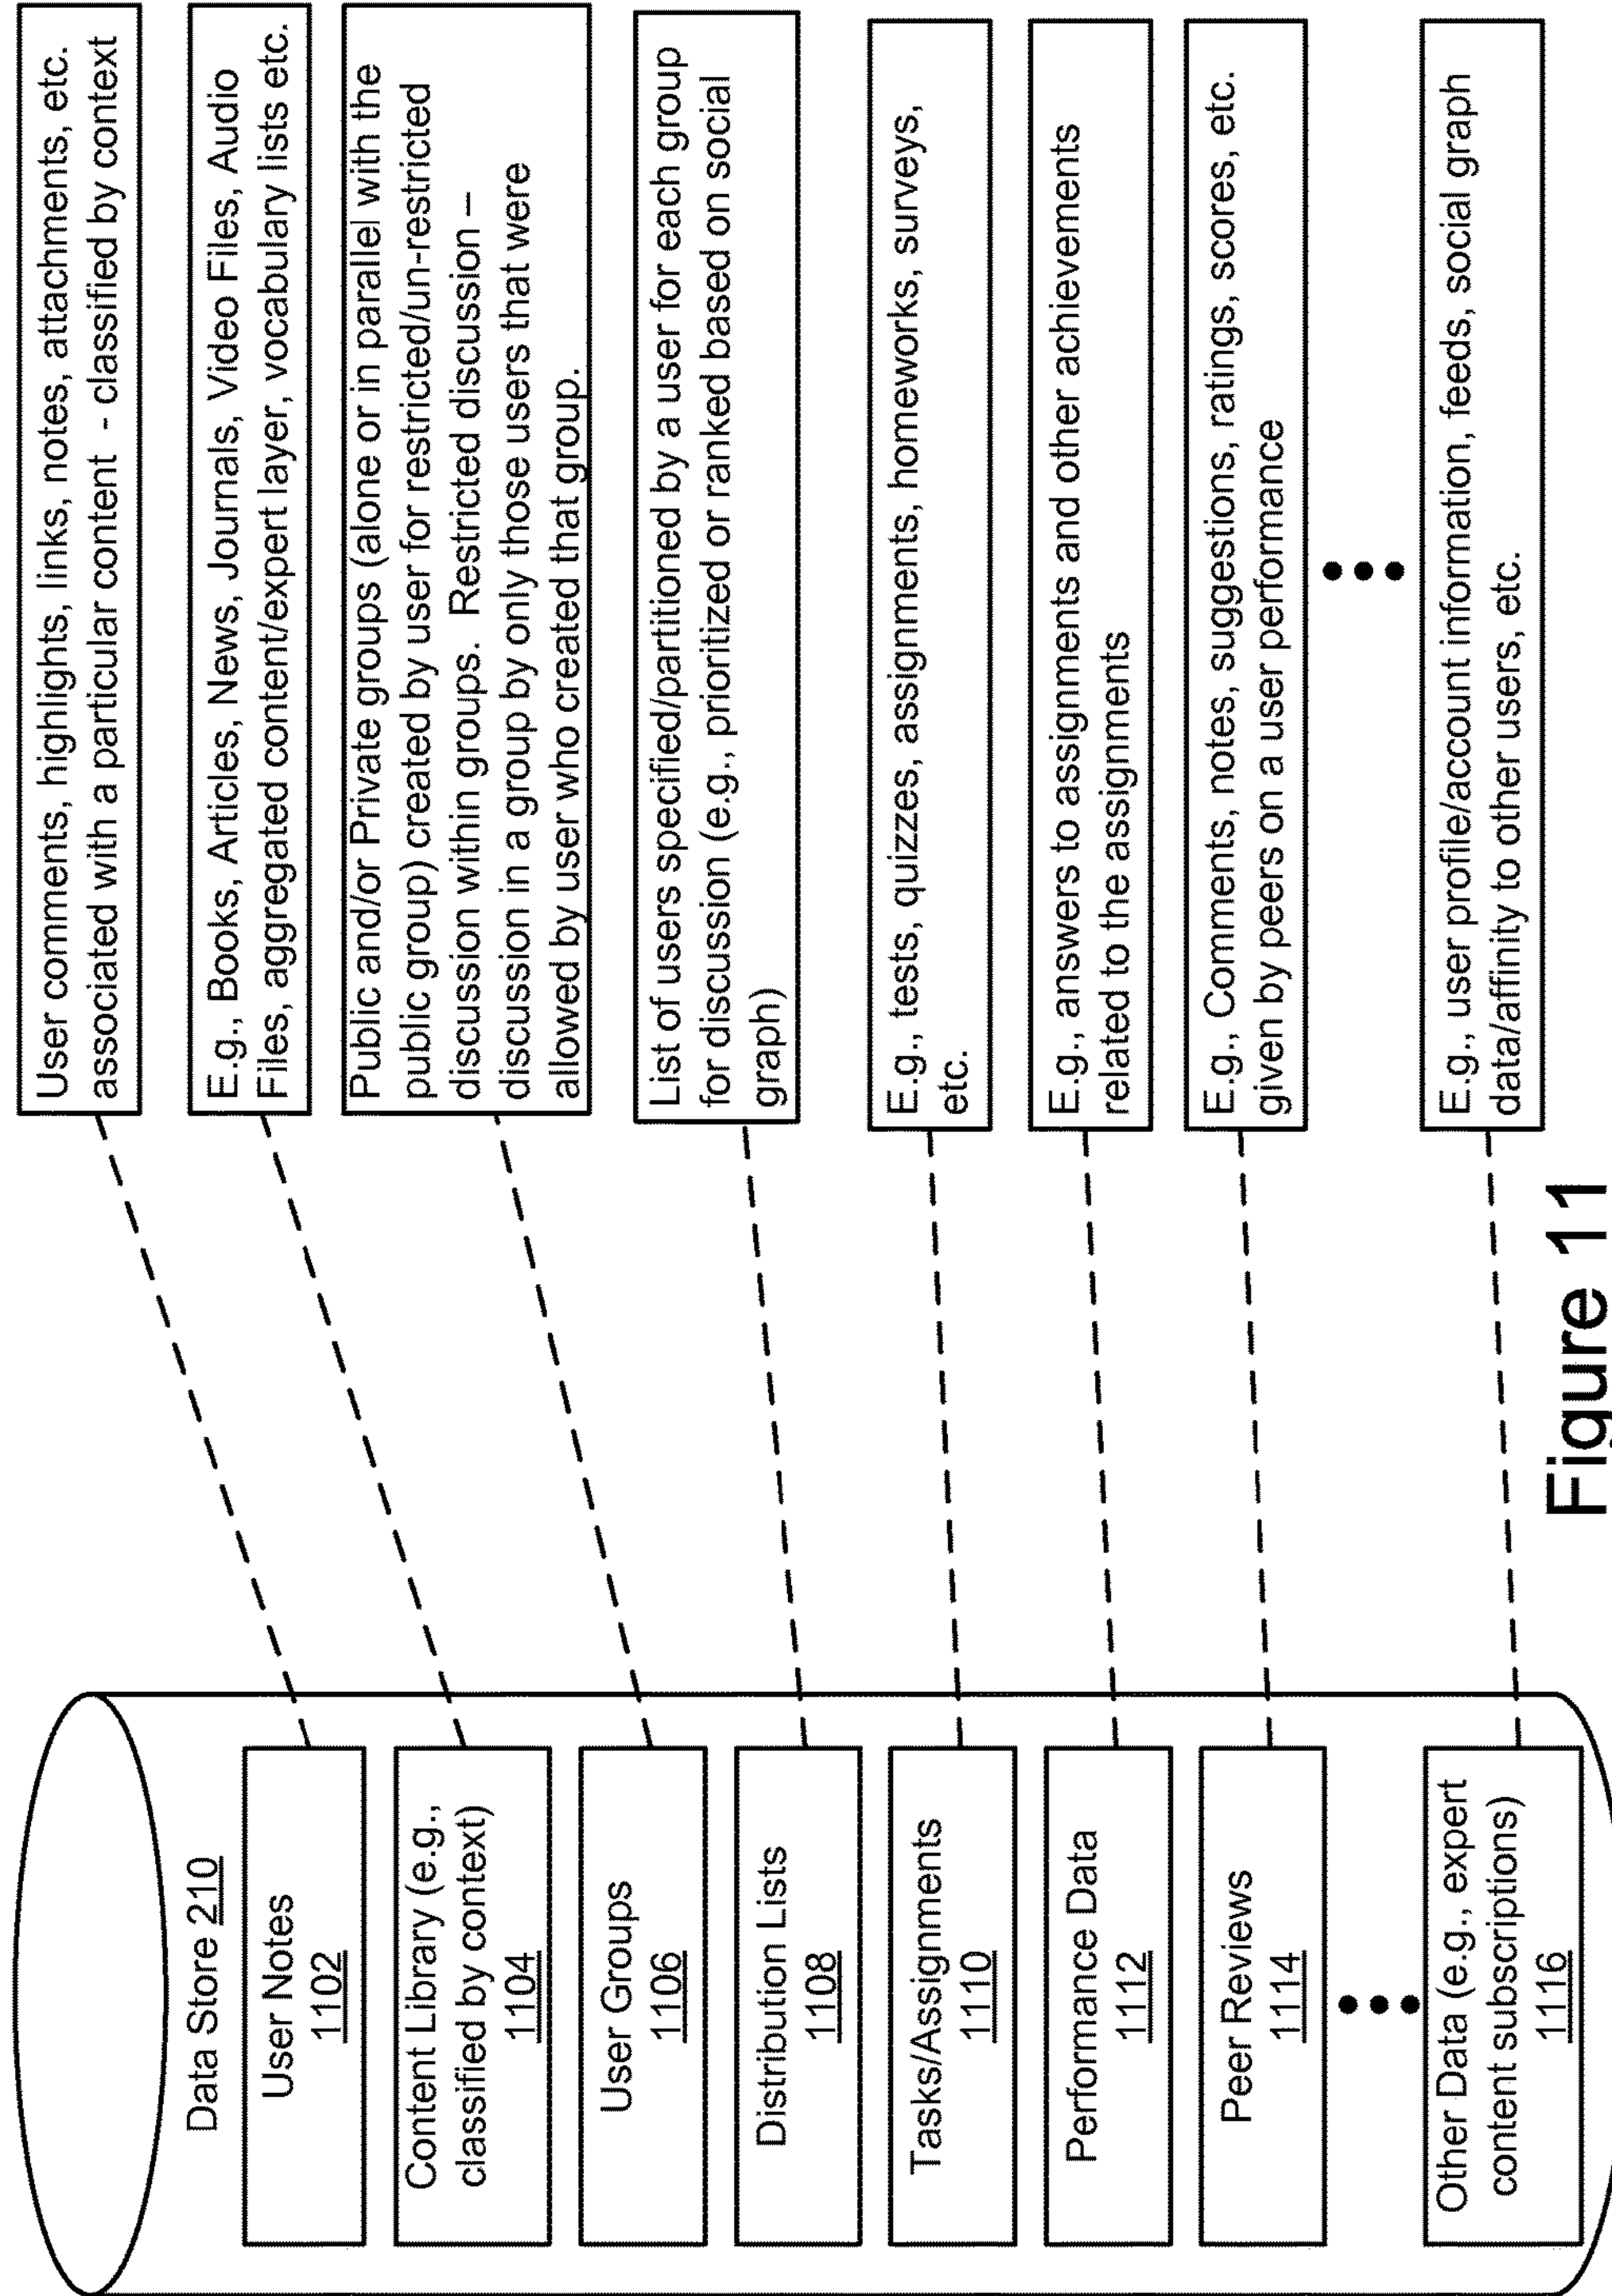 Data Store 210
User Notes
1102
Content Library (e.g.,
classified by context)
1104
User Groups
1106
Distribution Lists
1108
Tasks/Assignments
1110
Performance Data
1112
Peer Reviews
1114
Other Data (e.g., expert
content subscriptions)
1116
User comments, highlights, links, notes, attachments, etc.
associated with a particular content - classified by context
E.g., Books, Articles, News, Journals, Video Files, Audio
Files, aggregated content/expert layer, vocabulary lists etc.
Public and/or Private groups (alone or in parallel with the
public group) created by user for restricted/un-restricted
discussion within groups. Restricted discussion –
discussion in a group by only those users that were
allowed by user who created that group.
List of users specified/partitioned by a user for each group
for discussion (e.g., prioritized or ranked based on social
graph)
E.g., tests, quizzes, assignments, homeworks, surveys,
etc.
E.g., answers to assignments and other achievements
related to the assignments
E.g., Comments, notes, suggestions, ratings, scores, etc.
given by peers on a user performance
E.g., user profile/account information, feeds, social graph
data/affinity to other users, etc.
Figure 11